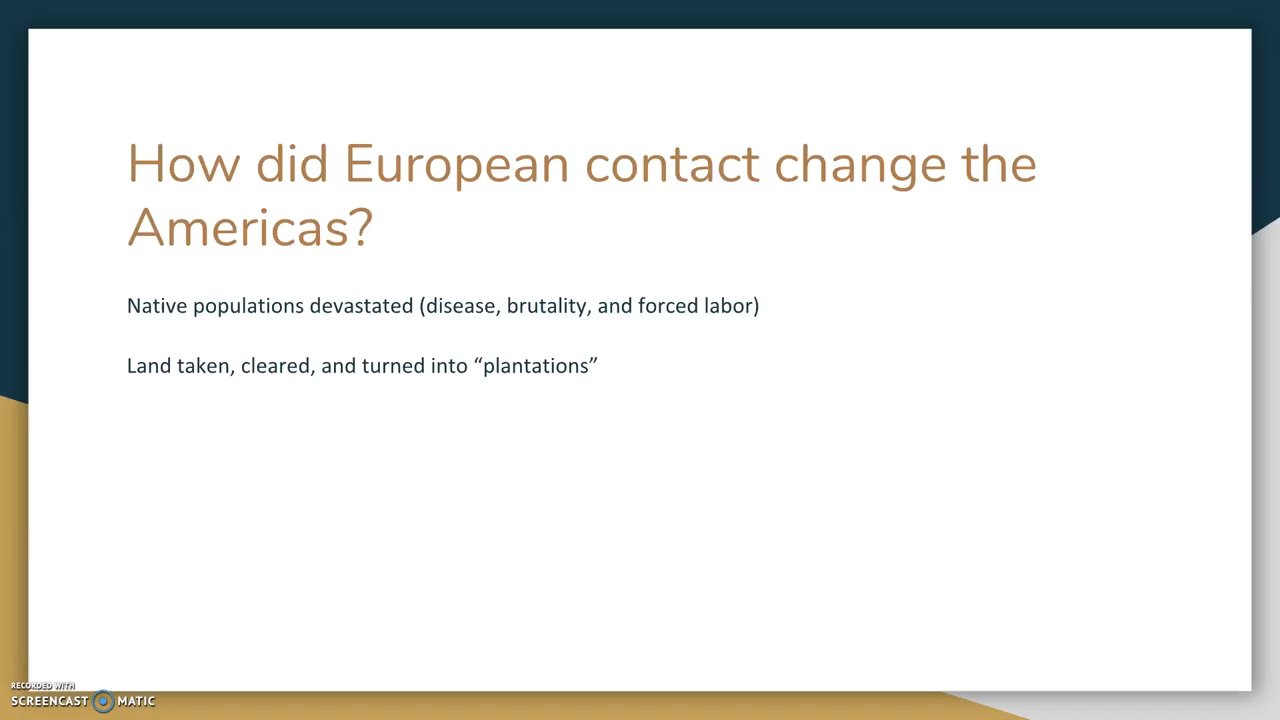 How did European contact change the
Americas?
Native populations devastated (disease, brutality, and forced labor)
Land taken, cleared, and turned into “plantations”
RECORDED WITH
SCREENCAST MATIC